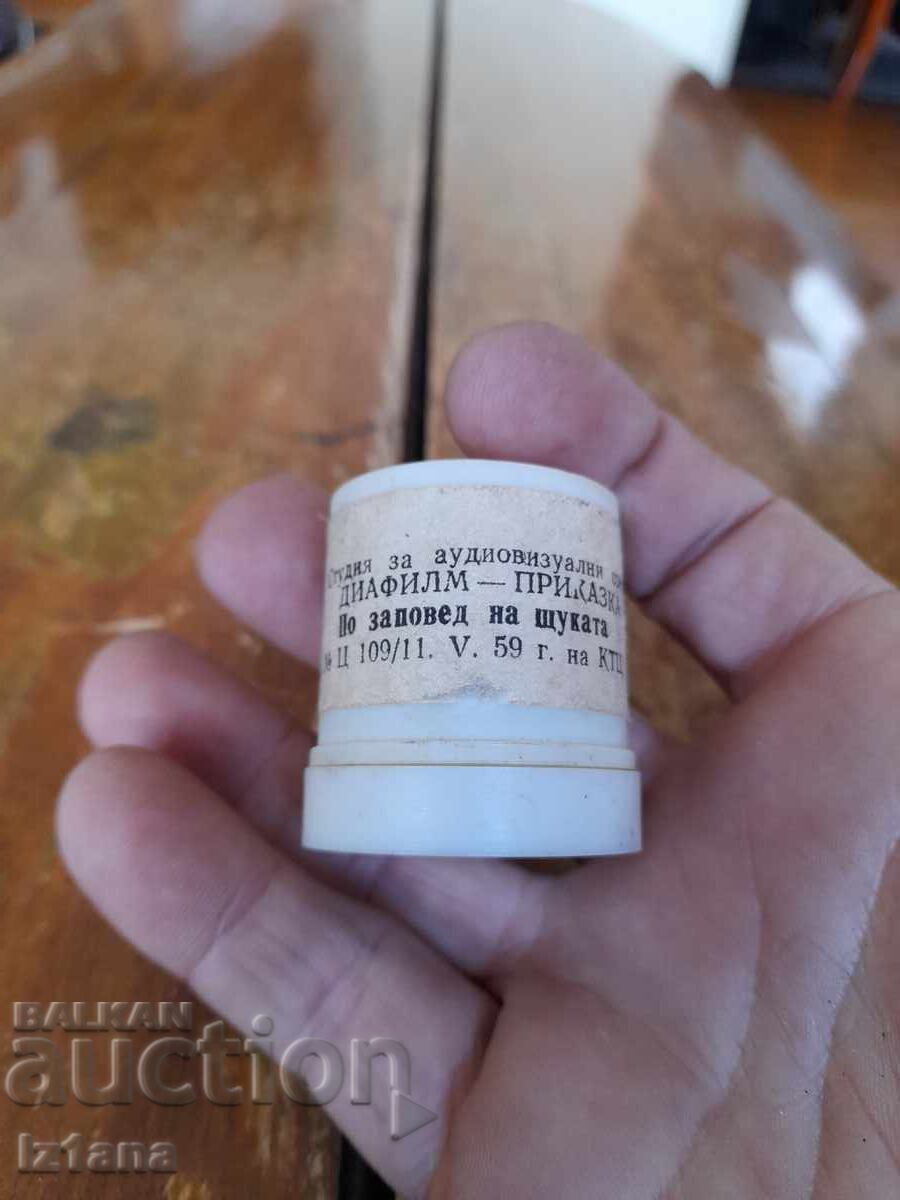 Студия за аудиовизуални
ДИАФИЛМ — ПРИКАЗКА
По заповед на щуката
№ Ц 109/11. V. 59 г. на КТЦ
BALKAN
auction
Iz1ana